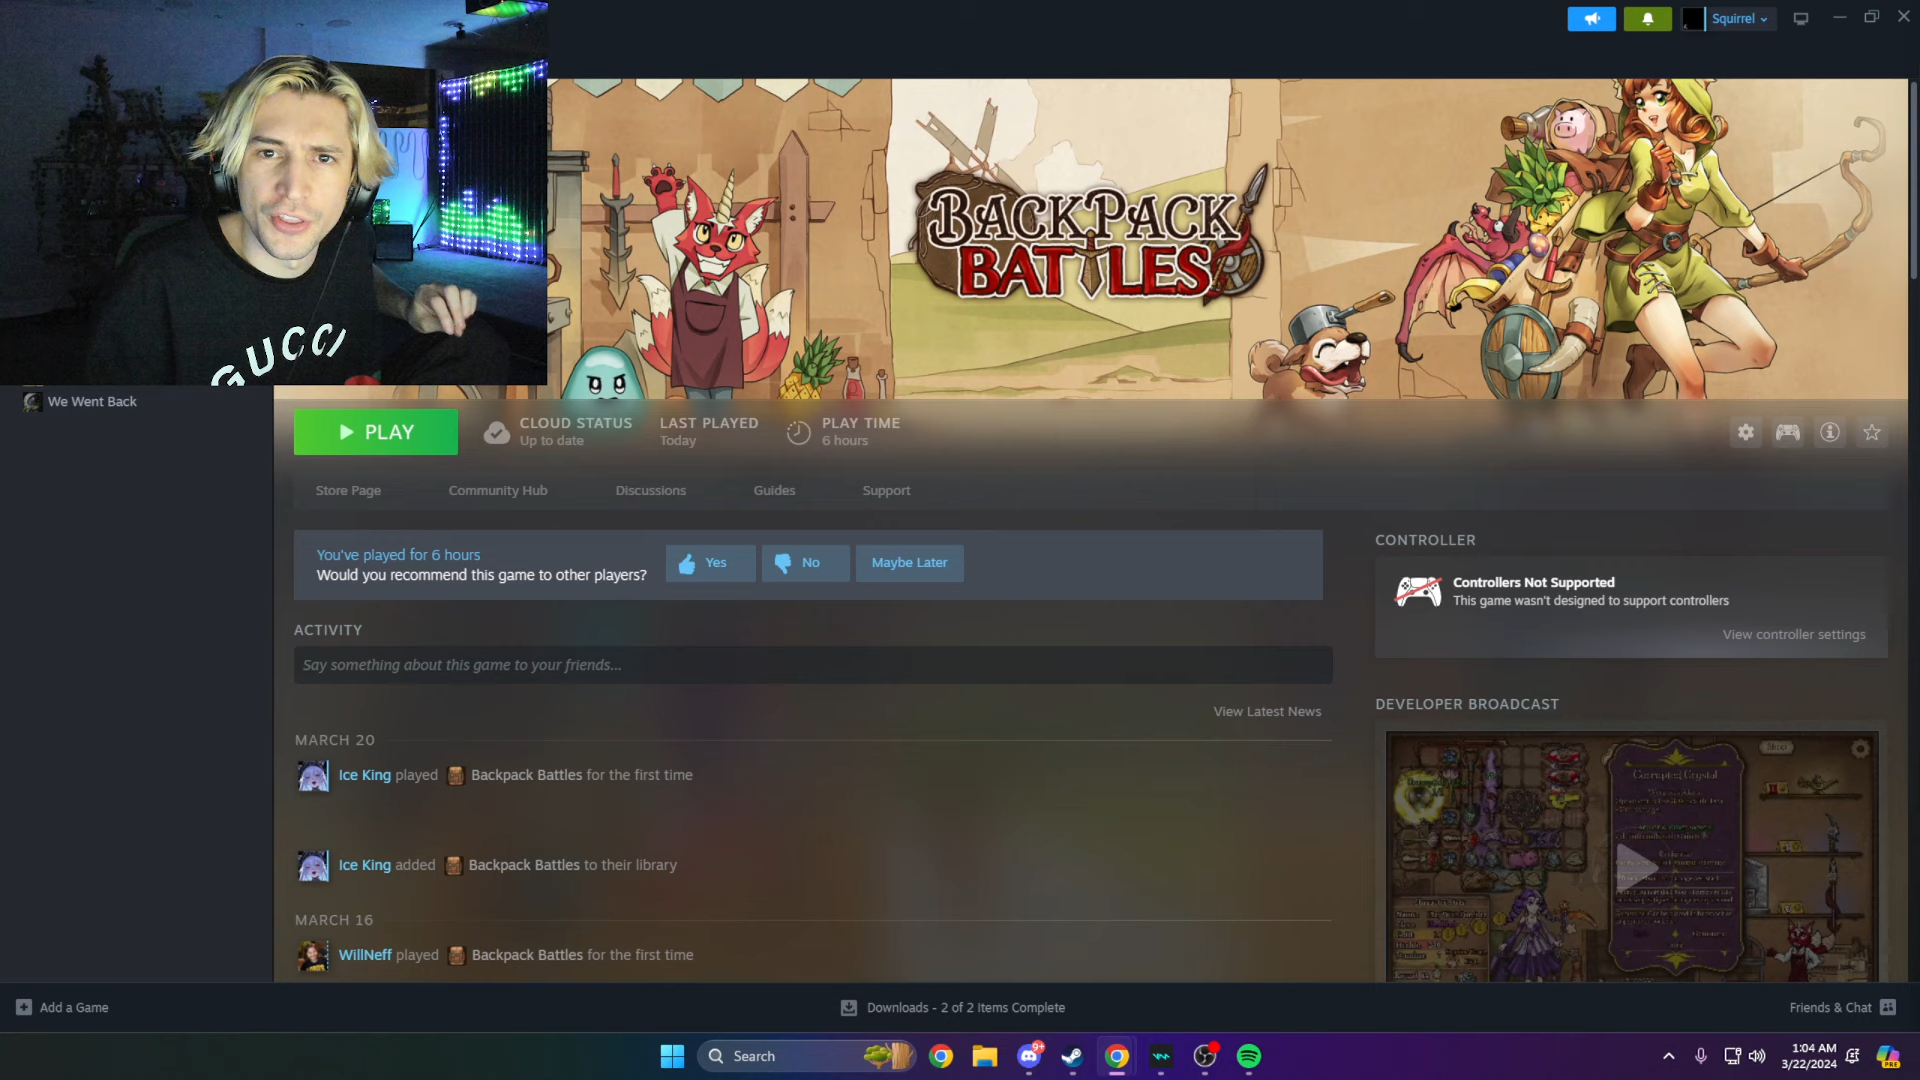 Squirrel
BACKPACK
BATTLES
GUCCI
We Went Back
PLAY
CLOUD STATUS
Up to date
LAST PLAYED
Today
PLAY TIME
6 hours
Store Page
Community Hub
Discussions
Guides
Support
You've played for 6 hours
Would you recommend this game to other players?
Yes
No
Maybe Later
CONTROLLER
Controllers Not Supported
This game wasn't designed to support controllers
View controller settings
ACTIVITY
Say something about this game to your friends...
View Latest News
DEVELOPER BROADCAST
Shop
Corrupted Crystal
MARCH 20
Ice King played Backpack Battles for the first time
Ice King added Backpack Battles to their library
MARCH 16
WillNeff played Backpack Battles for the first time
Add a Game
Downloads - 2 of 2 Items Complete
Friends & Chat
Search
9+
1:04 AM
3/22/2024
PRE